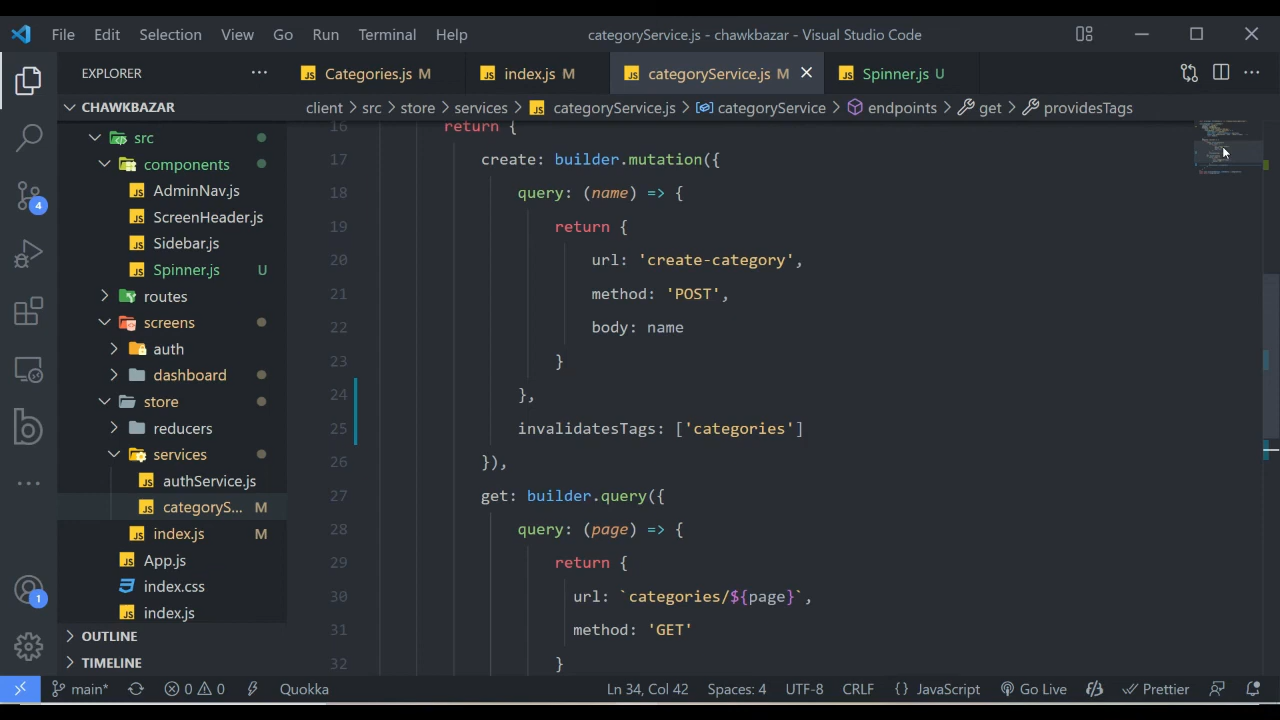 File Edit Selection View Go Run Terminal Help categoryService.js - chawkbazar - Visual Studio Code
EXPLORER ··· Categories.js M index.js M categoryService.js M Spinner.js U ···
CHAWKBAZAR client > src > store > services > categoryService.js > categoryService > endpoints > get > providesTags
src
components
AdminNav.js
ScreenHeader.js
Sidebar.js
Spinner.js U
routes
screens
auth
dashboard
store
reducers
services
authService.js
categoryS... M
index.js M
App.js
index.css
index.js
OUTLINE
TIMELINE
4
1
16 return {
17 create: builder.mutation({
18 query: (name) => {
19 return {
20 url: 'create-category',
21 method: 'POST',
22 body: name
23 }
24 },
25 invalidatesTags: ['categories']
26 }),
27 get: builder.query({
28 query: (page) => {
29 return {
30 url: `categories/${page}`,
31 method: 'GET'
32 }
main* 0 0 Quokka Ln 34, Col 42 Spaces: 4 UTF-8 CRLF {} JavaScript Go Live Prettier